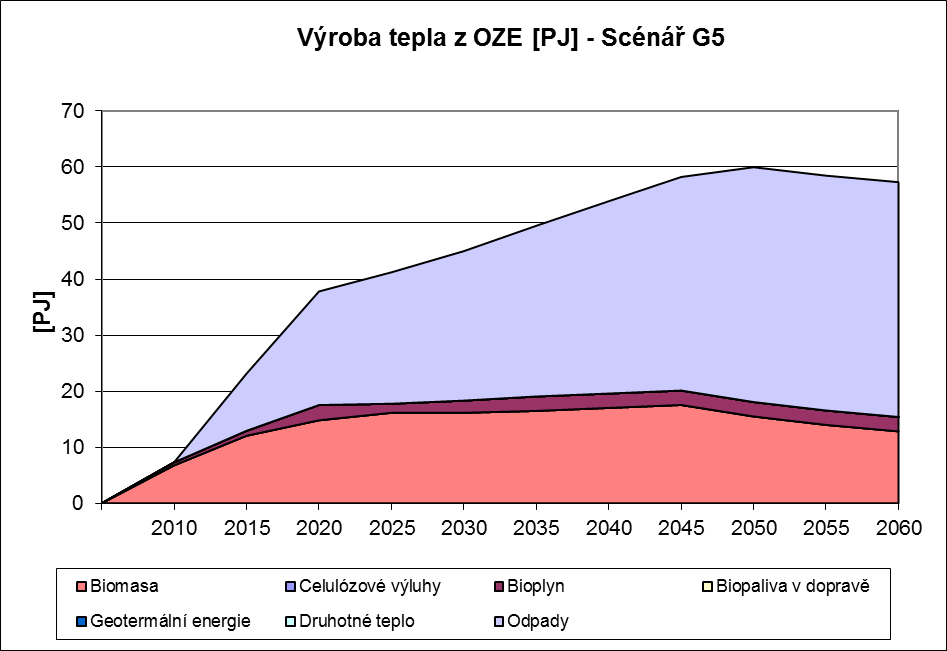 Výroba tepla z OZE [PJ] - Scénář G5
70
60
50
40
30
20
10
0
[PJ]
2010 2015 2020 2025 2030 2035 2040 2045 2050 2055 2060
Biomasa Celulózové výluhy Bioplyn Biopaliva v dopravě
Geotermální energie Druhotné teplo Odpady